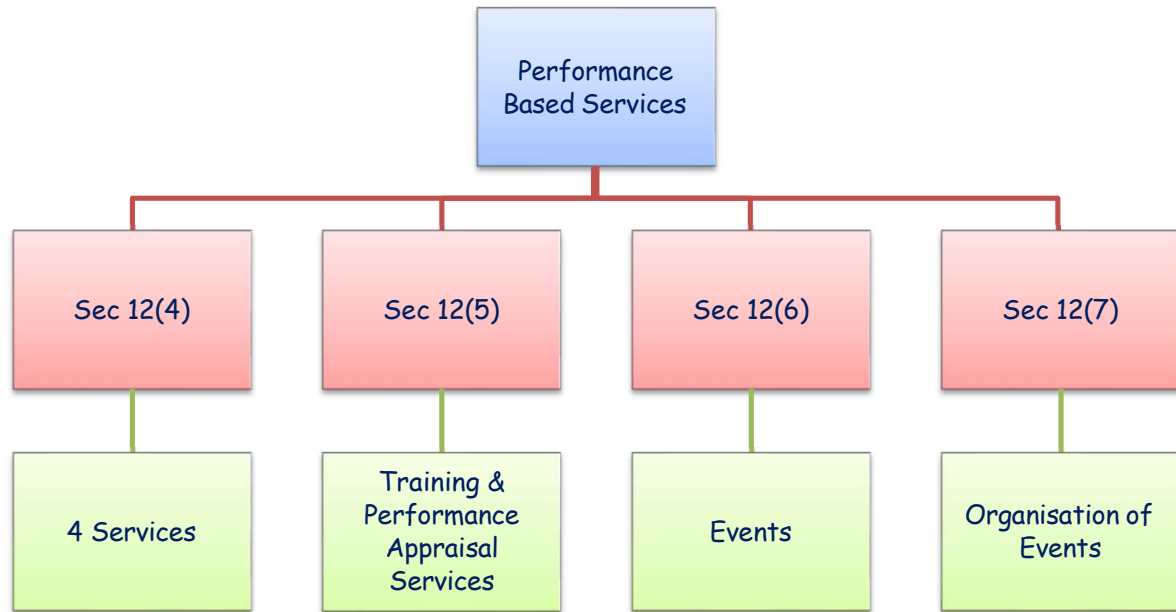 Performance
Based Services
Sec 12(4)
Sec 12(5)
Sec 12(6)
Sec 12(7)
4 Services
Training &
Performance
Appraisal
Services
Events
Organisation of
Events